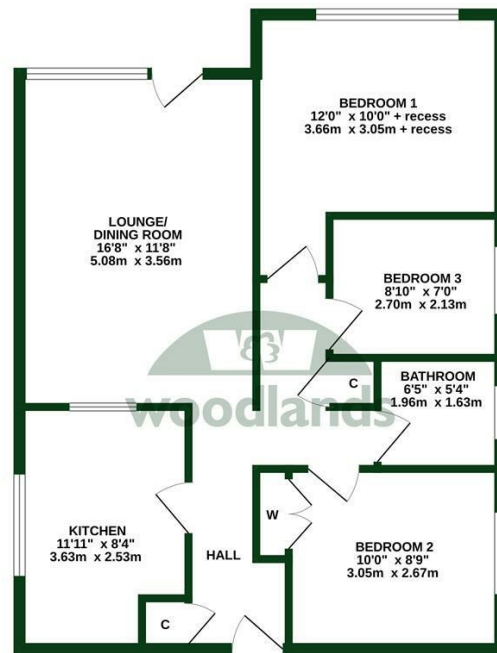 BEDROOM 1
12'0" x 10'0" + recess
3.66m x 3.05m + recess
LOUNGE/
DINING ROOM
16'8" x 11'8"
5.08m x 3.56m
BEDROOM 3
8'10" x 7'0"
2.70m x 2.13m
C
BATHROOM
6'5" x 5'4"
1.96m x 1.63m
woodlands
KITCHEN
11'11" x 8'4"
3.63m x 2.53m
W
HALL
BEDROOM 2
10'0" x 8'9"
3.05m x 2.67m
C